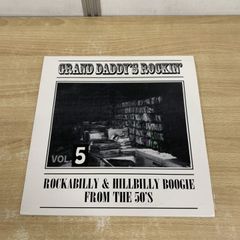 GRAND DADDY'S ROCKIN'
VOL. 5
ROCKABILLY & HILLBILLY BOOGIE
FROM THE 50'S